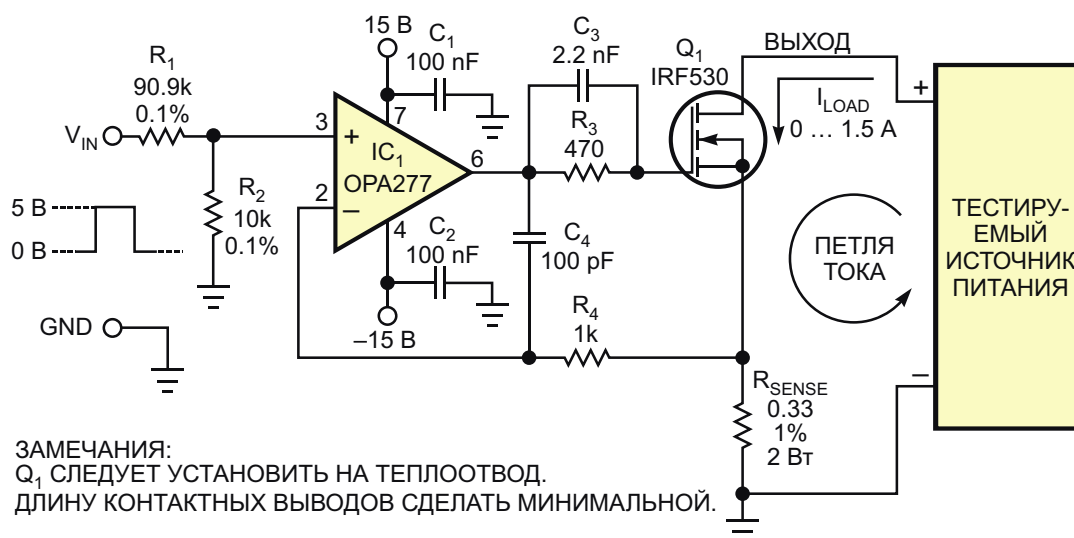 15 В
C1
100 nF
C3
2.2 nF
Q1
IRF530
ВЫХОД
R1
90.9k
0.1%
VIN
3
+
7
IC1
OPA277
6
R3
470
ILOAD
0 ... 1.5 A
+
2
–
4
R2
10k
0.1%
5 В
0 В
C2
100 nF
C4
100 pF
ПЕТЛЯ
ТОКА
ТЕСТИРУ-
ЕМЫЙ
ИСТОЧНИК
ПИТАНИЯ
GND
–15 В
R4
1k
–
RSENSE
0.33
1%
2 Вт
ЗАМЕЧАНИЯ:
Q1 СЛЕДУЕТ УСТАНОВИТЬ НА ТЕПЛООТВОД.
ДЛИНУ КОНТАКТНЫХ ВЫВОДОВ СДЕЛАТЬ МИНИМАЛЬНОЙ.